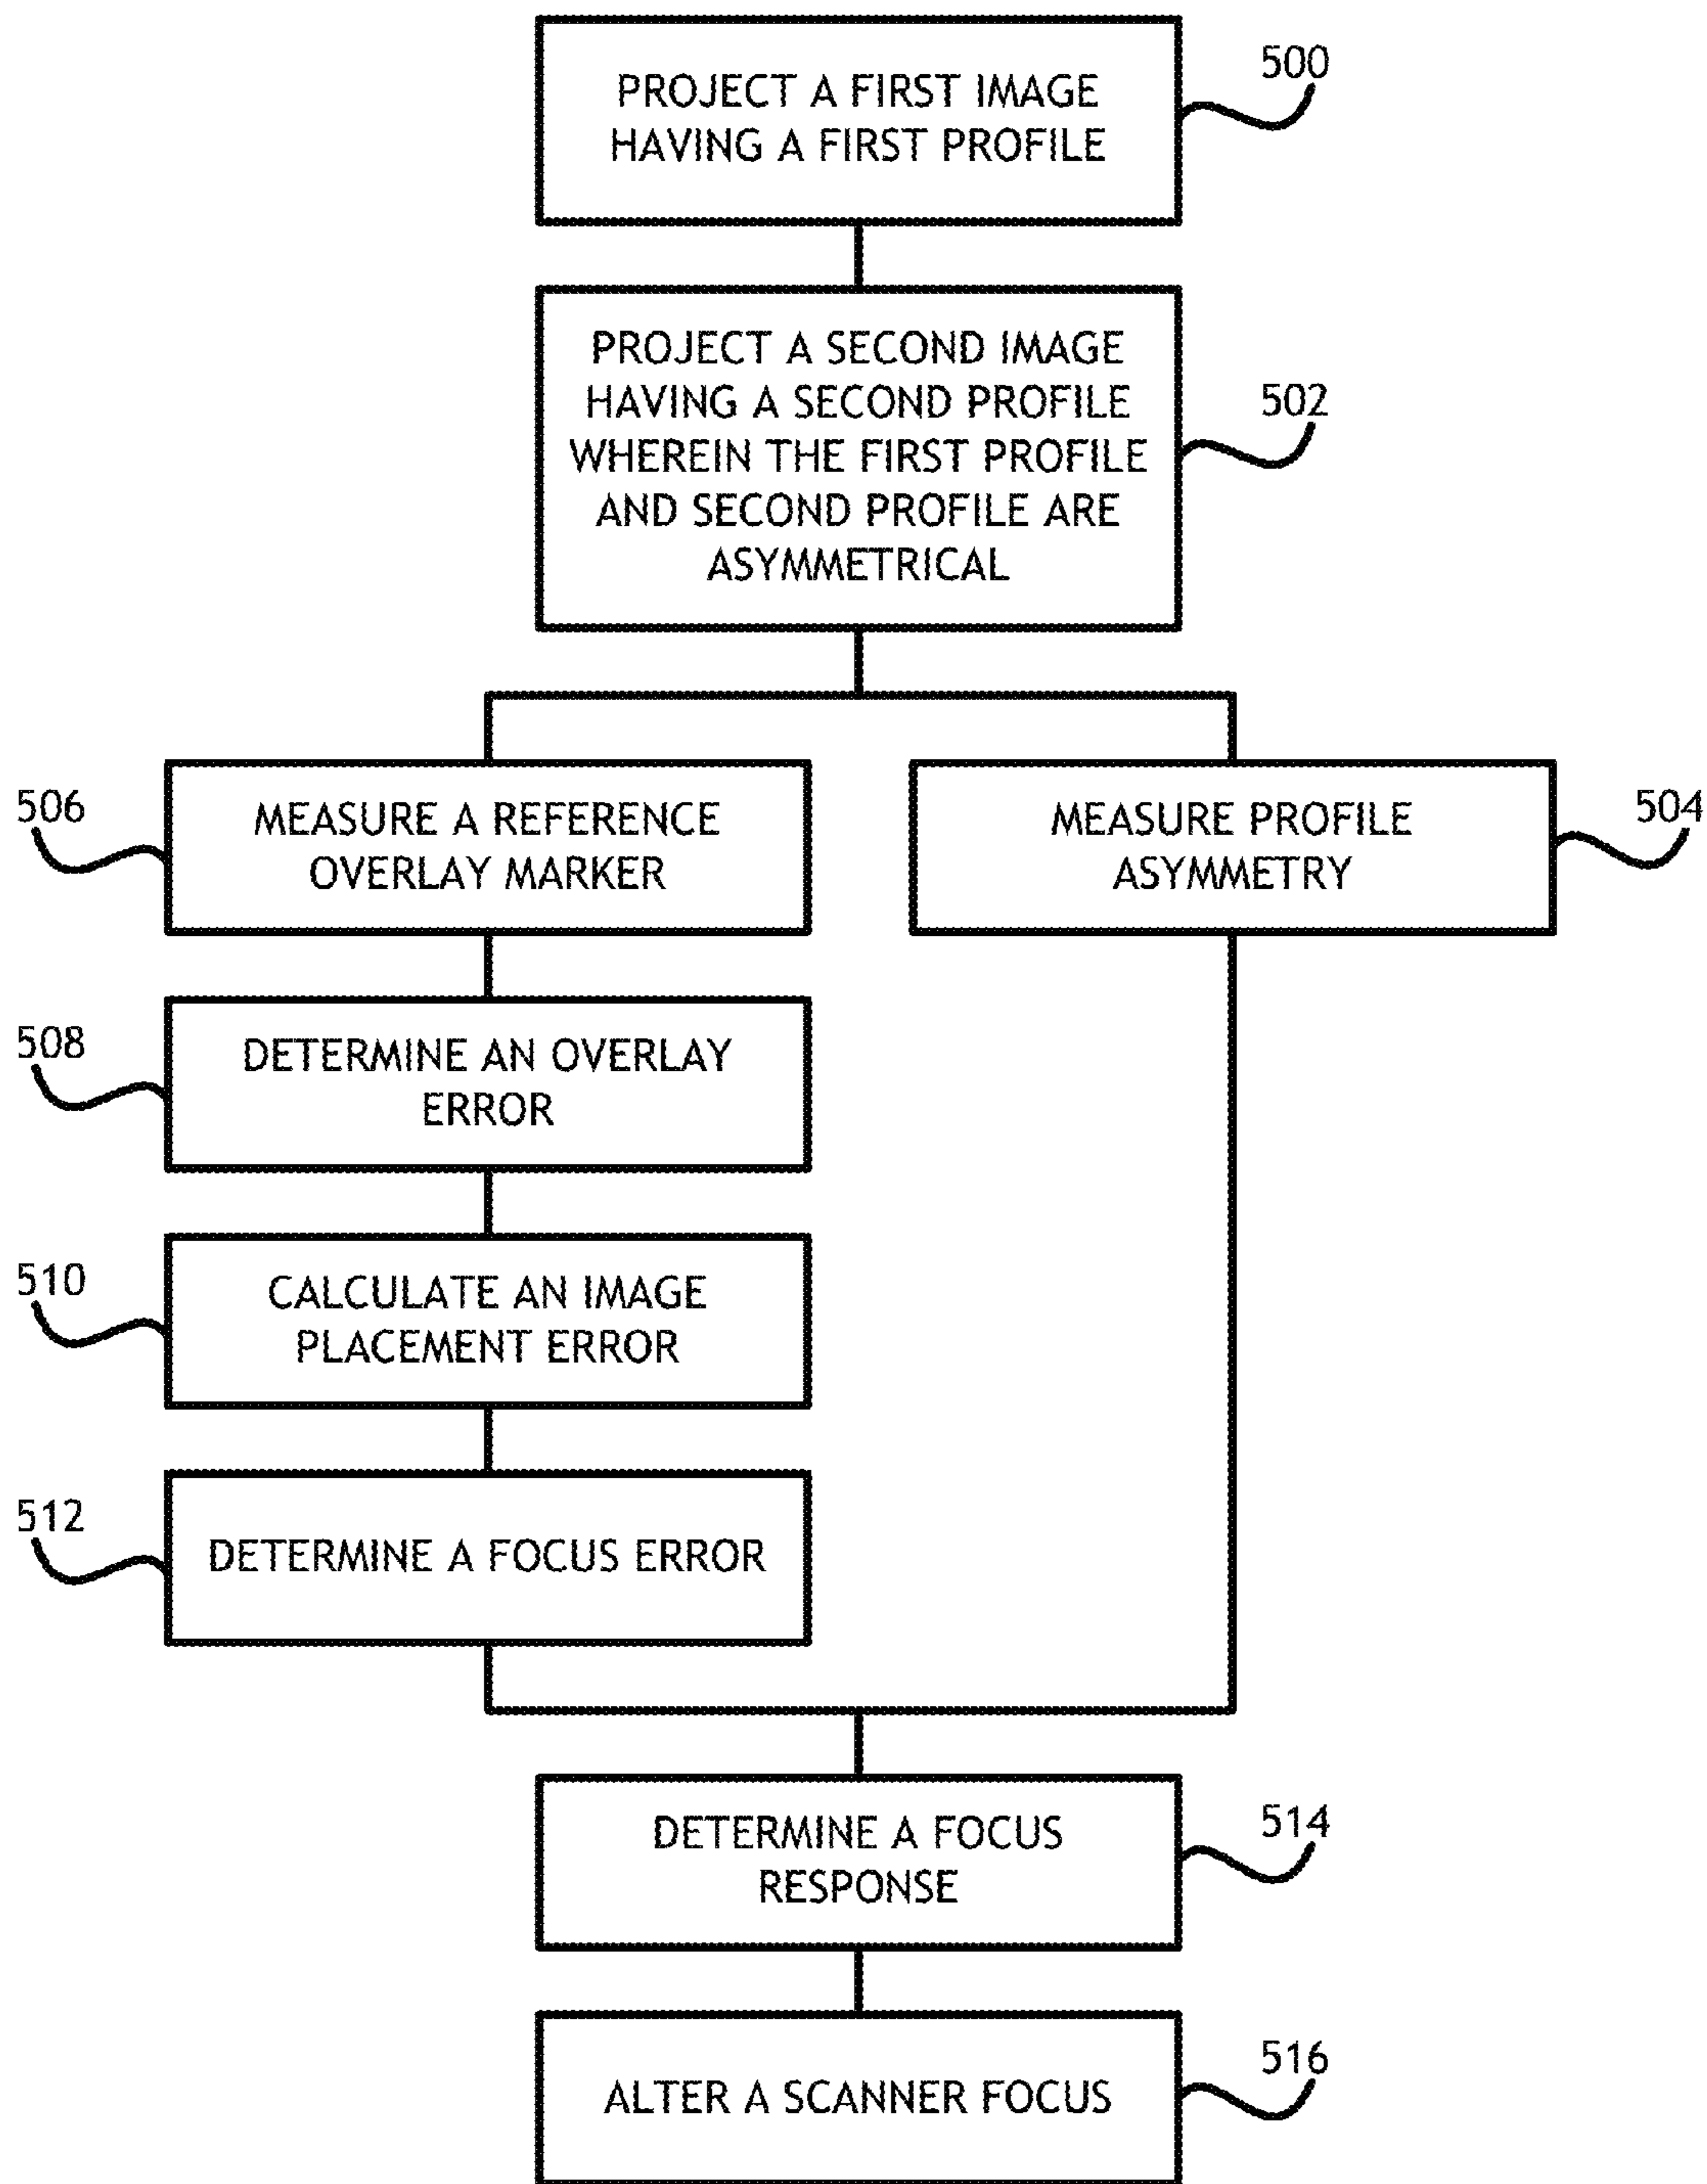 PROJECT A FIRST IMAGE
HAVING A FIRST PROFILE
500
PROJECT A SECOND IMAGE
HAVING A SECOND PROFILE
WHEREIN THE FIRST PROFILE
AND SECOND PROFILE ARE
ASYMMETRICAL
502
506
MEASURE A REFERENCE
OVERLAY MARKER
MEASURE PROFILE
ASYMMETRY
504
508
DETERMINE AN OVERLAY
ERROR
510
CALCULATE AN IMAGE
PLACEMENT ERROR
512
DETERMINE A FOCUS ERROR
DETERMINE A FOCUS
RESPONSE
514
ALTER A SCANNER FOCUS
516